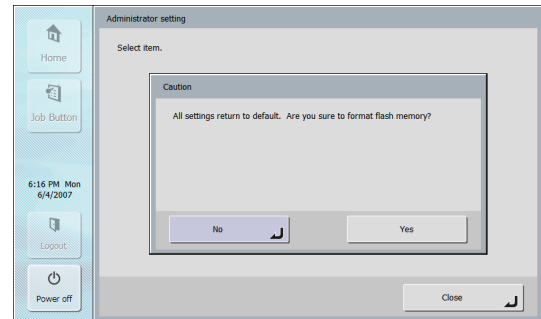 Administrator setting
Home
Select item.
Caution
Job Button
All settings return to default. Are you sure to format flash memory?
6:16 PM Mon
6/4/2007
No
Yes
Logout
Power off
Close